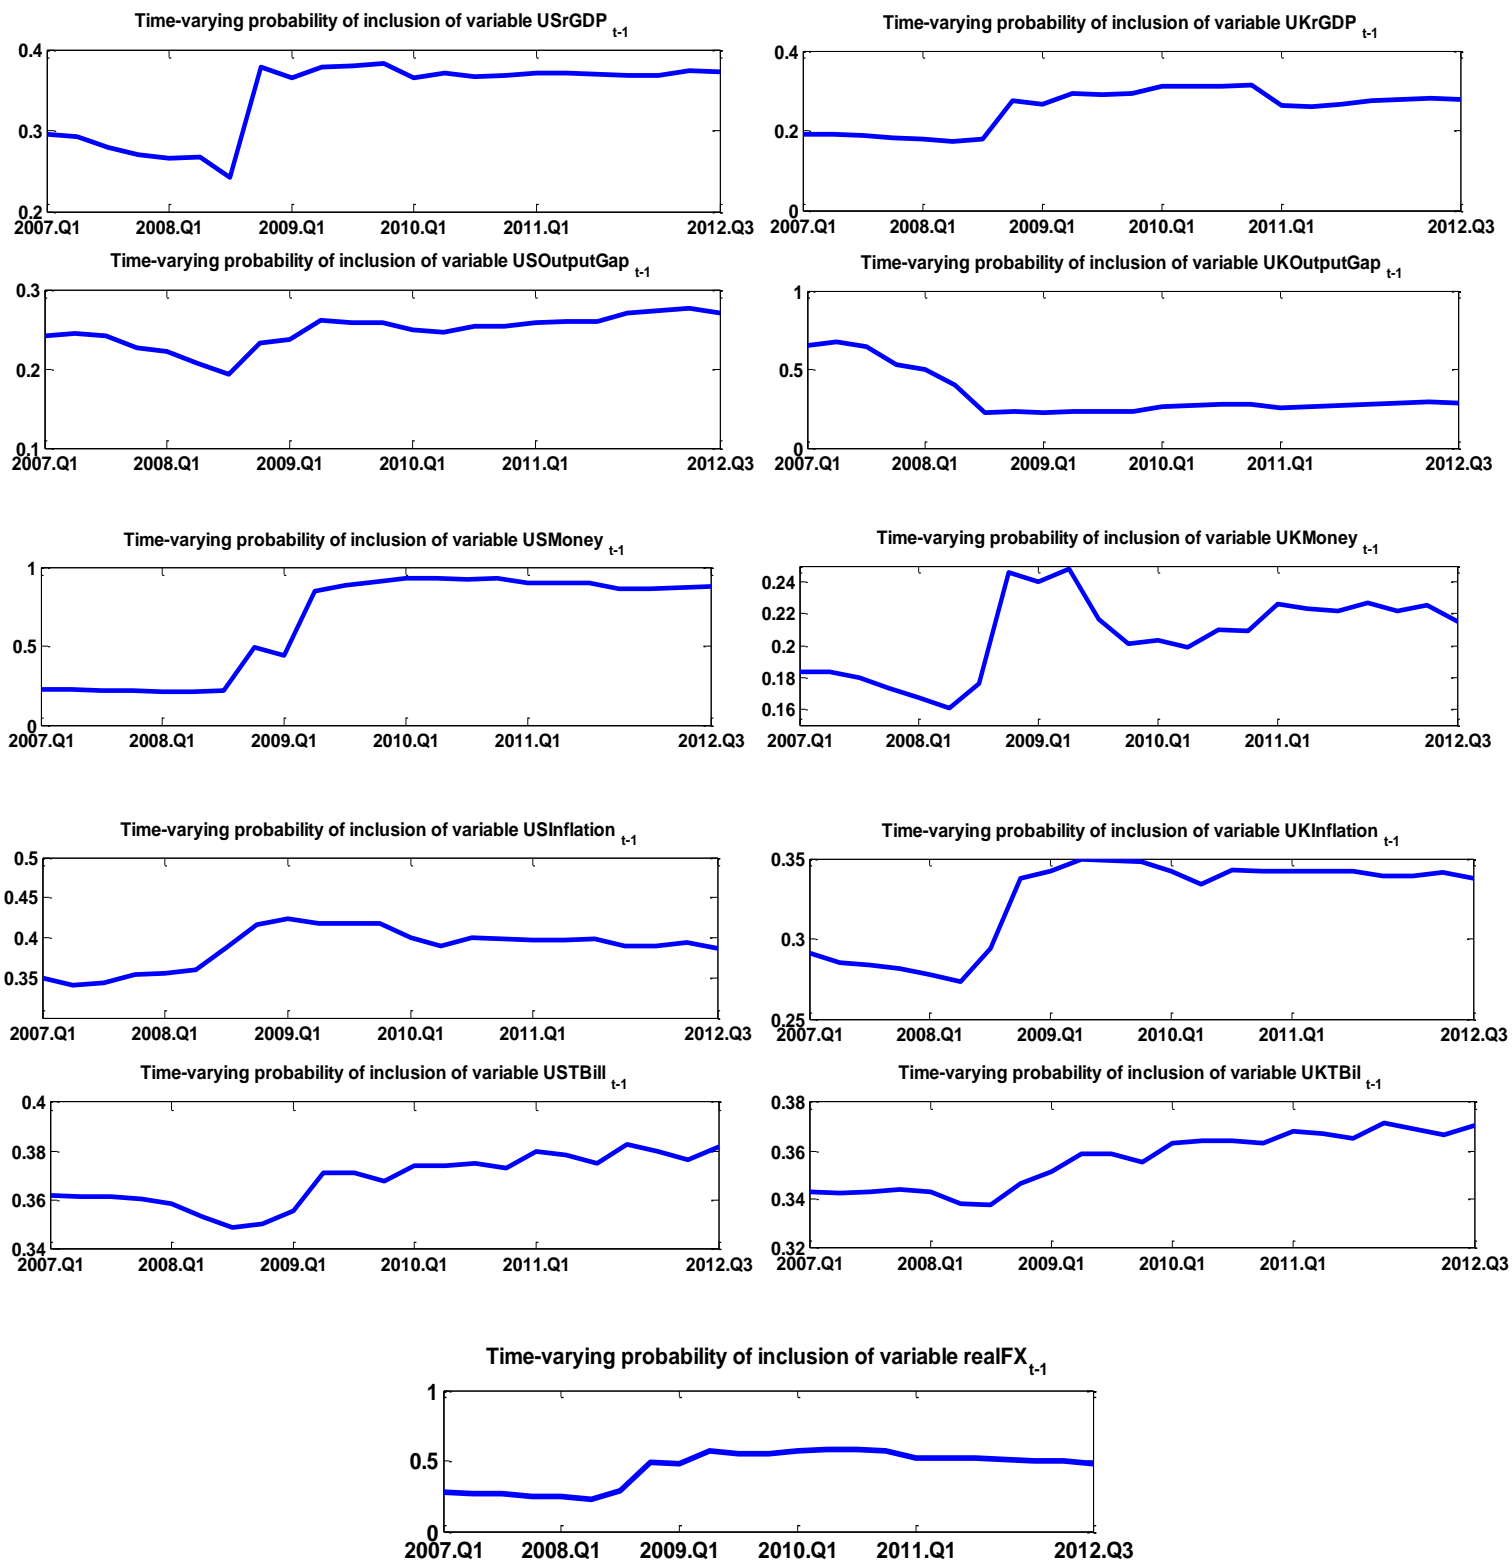 Time-varying probability of inclusion of variable USrGDP t-1
0.4
0.3
0.2
2007.Q1 2008.Q1 2009.Q1 2010.Q1 2011.Q1 2012.Q3
Time-varying probability of inclusion of variable UKrGDP t-1
0.4
0.2
0
2007.Q1 2008.Q1 2009.Q1 2010.Q1 2011.Q1 2012.Q3
Time-varying probability of inclusion of variable USOutputGap t-1
0.3
0.2
0.1
2007.Q1 2008.Q1 2009.Q1 2010.Q1 2011.Q1 2012.Q3
Time-varying probability of inclusion of variable UKOutputGap t-1
1
0.5
0
2007.Q1 2008.Q1 2009.Q1 2010.Q1 2011.Q1 2012.Q3
Time-varying probability of inclusion of variable USMoney t-1
1
0.5
0
2007.Q1 2008.Q1 2009.Q1 2010.Q1 2011.Q1 2012.Q3
Time-varying probability of inclusion of variable UKMoney t-1
0.24
0.22
0.2
0.18
0.16
2007.Q1 2008.Q1 2009.Q1 2010.Q1 2011.Q1 2012.Q3
Time-varying probability of inclusion of variable USInflation t-1
0.5
0.45
0.4
0.35
2007.Q1 2008.Q1 2009.Q1 2010.Q1 2011.Q1 2012.Q3
Time-varying probability of inclusion of variable UKInflation t-1
0.35
0.3
0.25
2007.Q1 2008.Q1 2009.Q1 2010.Q1 2011.Q1 2012.Q3
Time-varying probability of inclusion of variable USTBill t-1
0.4
0.38
0.36
0.34
2007.Q1 2008.Q1 2009.Q1 2010.Q1 2011.Q1 2012.Q3
Time-varying probability of inclusion of variable UKTBil t-1
0.38
0.36
0.34
0.32
2007.Q1 2008.Q1 2009.Q1 2010.Q1 2011.Q1 2012.Q3
Time-varying probability of inclusion of variable realFX t-1
1
0.5
0
2007.Q1 2008.Q1 2009.Q1 2010.Q1 2011.Q1 2012.Q3